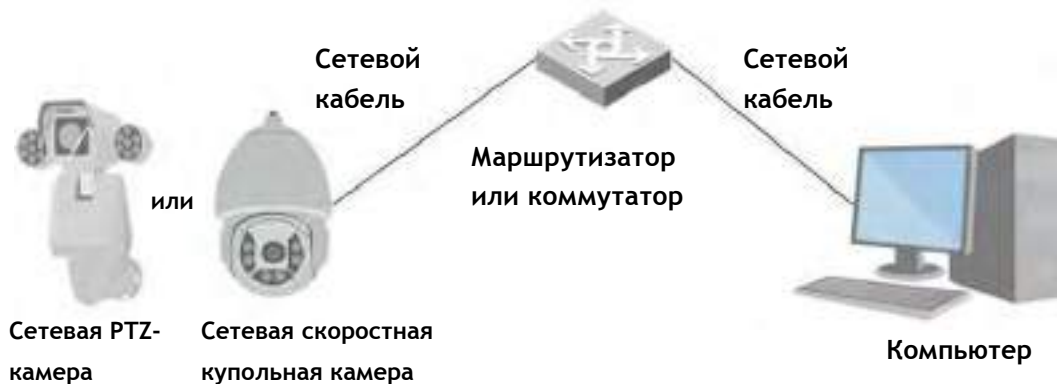 Сетевой
кабель
Сетевой
кабель
Маршрутизатор
или коммутатор
или
Сетевая PTZ-
камера
Сетевая скоростная
купольная камера
Компьютер